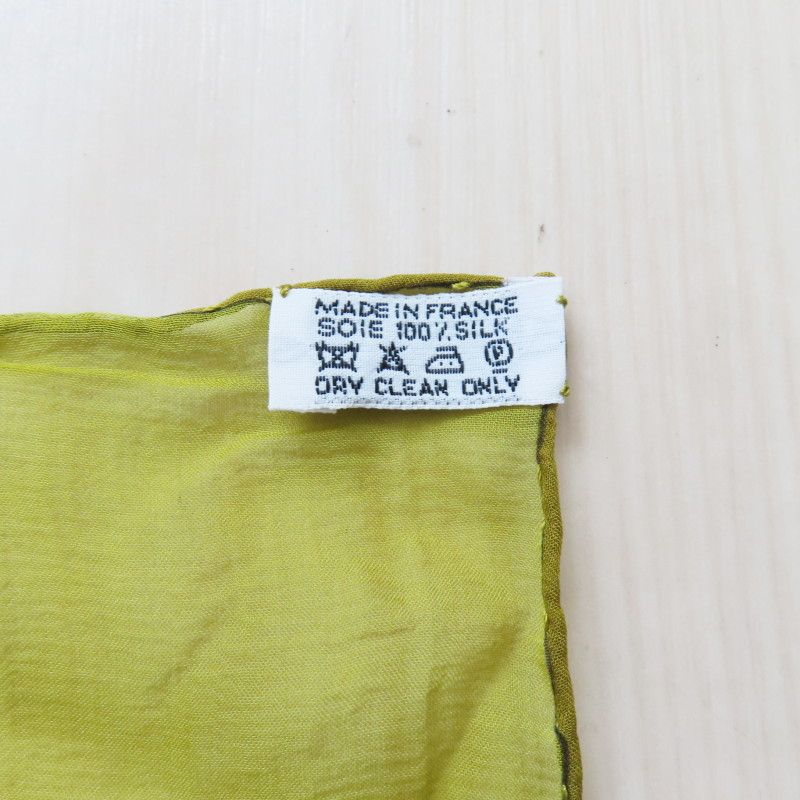 MADE IN FRANCE
SOIE 100% SILK
P
DRY CLEAN ONLY